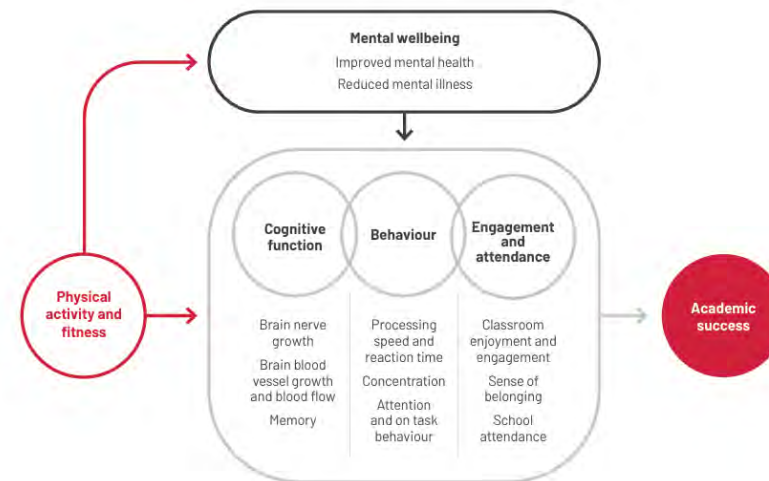 Mental wellbeing
Improved mental health
Reduced mental illness
Cognitive
function
Behaviour
Engagement
and
attendance
Physical
activity and
fitness
Academic
success
Brain nerve
growth
Brain blood
vessel growth
and blood flow
Memory
Processing
speed and
reaction time
Concentration
Attention
and on task
behaviour
Classroom
enjoyment and
engagement
Sense of
belonging
School
attendance